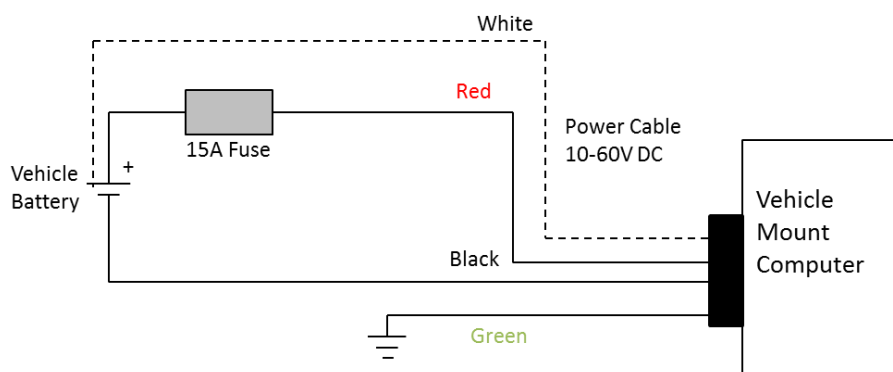 White
Red
15A Fuse
Power Cable
10-60V DC
+
Vehicle
Battery
Vehicle
Mount
Computer
Black
Green